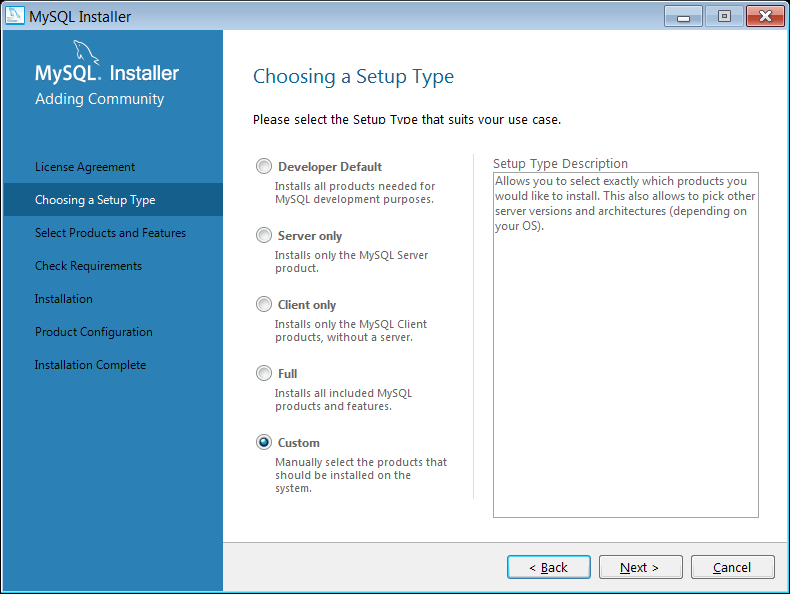 MySQL Installer
MySQL. Installer
Adding Community
License Agreement
Choosing a Setup Type
Select Products and Features
Check Requirements
Installation
Product Configuration
Installation Complete
Choosing a Setup Type
Please select the Setup Type that suits your use case.
Developer Default
Installs all products needed for
MySQL development purposes.
Server only
Installs only the MySQL Server
product.
Client only
Installs only the MySQL Client
products, without a server.
Full
Installs all included MySQL
products and features.
Custom
Manually select the products that
should be installed on the
system.
Setup Type Description
Allows you to select exactly which products you
would like to install. This also allows to pick other
server versions and architectures (depending on
your OS).
< Back
Next >
Cancel